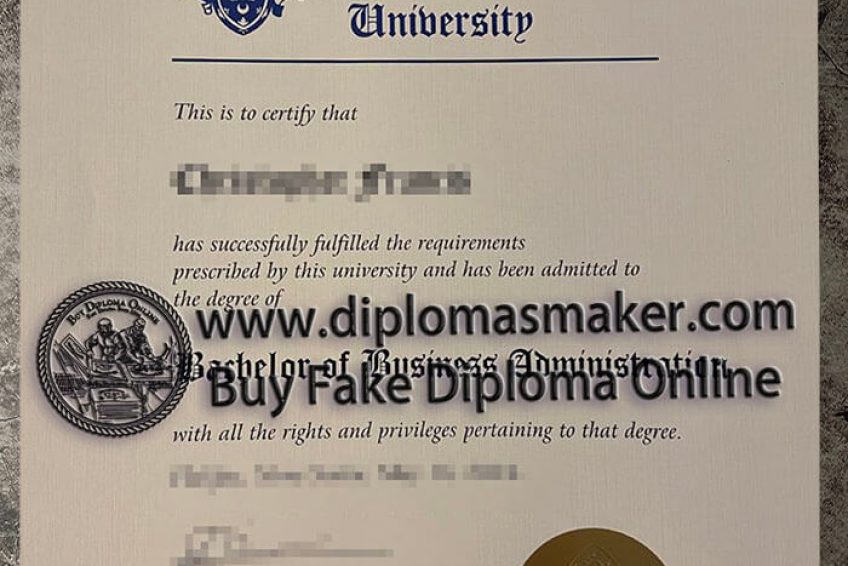 University
This is to certify that
has successfully fulfilled the requirements
prescribed by this university and has been admitted to
the degree of
BUY DIPLOMA ONLINE
www.diplomasmaker.com
Bachelor of Business Administration
Buy Fake Diploma Online
with all the rights and privileges pertaining to that degree.